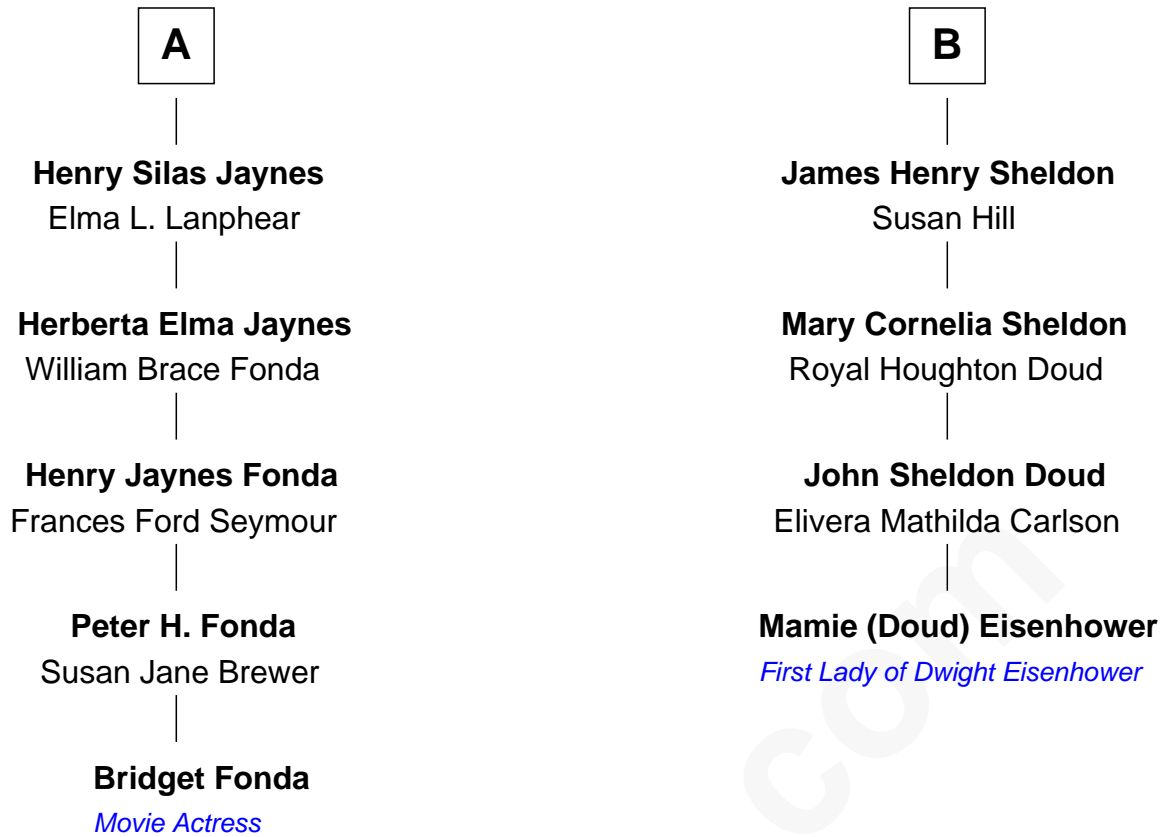 A
Henry Silas Jaynes
Elma L. Lanphear
Herberta Elma Jaynes
William Brace Fonda
Henry Jaynes Fonda
Frances Ford Seymour
Peter H. Fonda
Susan Jane Brewer
Bridget Fonda
Movie Actress
B
James Henry Sheldon
Susan Hill
Mary Cornelia Sheldon
Royal Houghton Doud
John Sheldon Doud
Elivera Mathilda Carlson
Mamie (Doud) Eisenhower
First Lady of Dwight Eisenhower
com